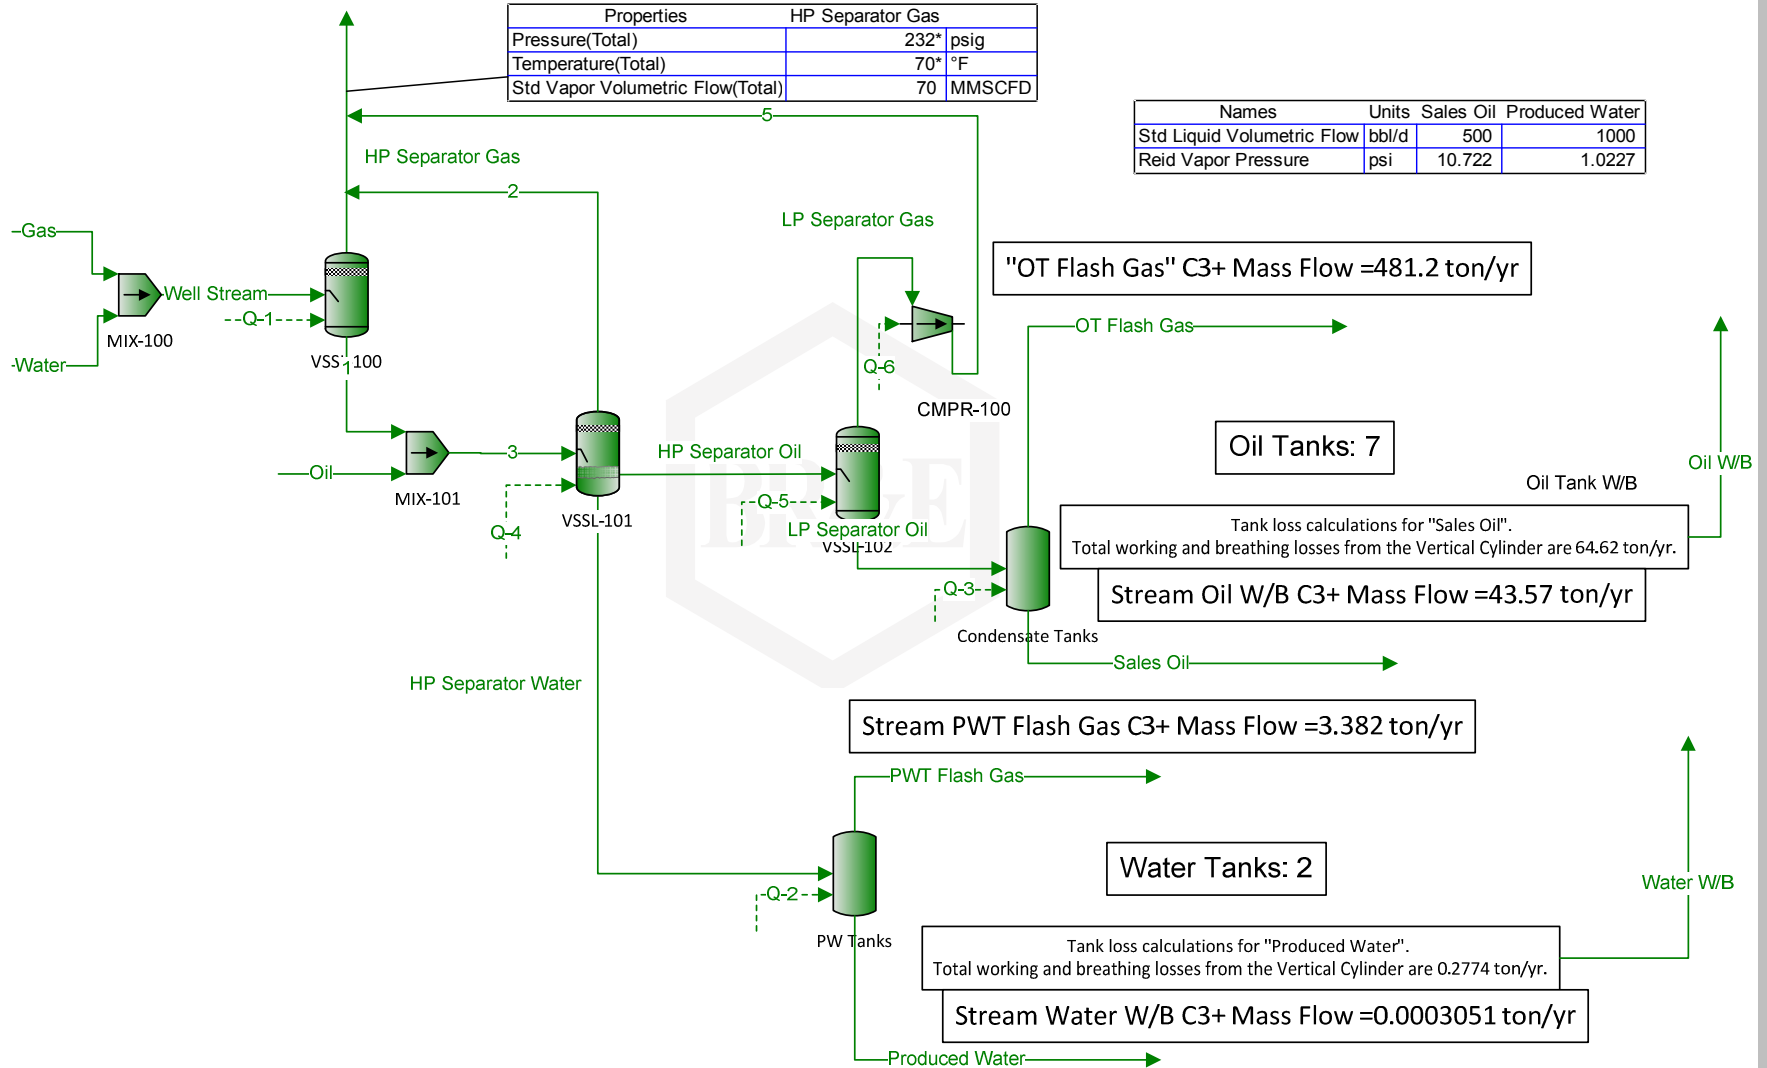 Properties HP Separator Gas
Pressure(Total) 232* psig
Temperature(Total) 70* °F
Std Vapor Volumetric Flow(Total) 70 MMSCFD
Names Units Sales Oil Produced Water
Std Liquid Volumetric Flow bbl/d 500 1000
Reid Vapor Pressure psi 10.722 1.0227
5
HP Separator Gas
2
LP Separator Gas
Gas
"OT Flash Gas" C3+ Mass Flow =481.2 ton/yr
Well Stream
Q-1
MIX-100
OT Flash Gas
Water
VSSL-100
1
Q-6
CMPR-100
Oil Tanks: 7
HP Separator Oil
3
Oil
MIX-101
Oil W/B
Oil Tank W/B
BR&E
Q-5
VSSL-101
Q-4
LP Separator Oil
VSSL-102
Tank loss calculations for "Sales Oil".
Total working and breathing losses from the Vertical Cylinder are 64.62 ton/yr.
Q-3
Stream Oil W/B C3+ Mass Flow =43.57 ton/yr
Condensate Tanks
Sales Oil
HP Separator Water
Stream PWT Flash Gas C3+ Mass Flow =3.382 ton/yr
PWT Flash Gas
Water Tanks: 2
Q-2
Water W/B
PW Tanks
Tank loss calculations for "Produced Water".
Total working and breathing losses from the Vertical Cylinder are 0.2774 ton/yr.
Stream Water W/B C3+ Mass Flow =0.0003051 ton/yr
Produced Water